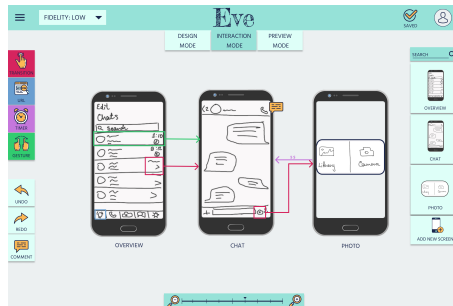 FIDELITY: LOW
Eve
SAVED
DESIGN
MODE
INTERACTION
MODE
PREVIEW
MODE
SEARCH
URL
TIMER
GESTURE
UNDO
REDO
COMMENT
Edit
Chats
Search
Library
Camera
OVERVIEW
CHAT
PHOTO
OVERVIEW
CHAT
PHOTO
ADD NEW SCREEN